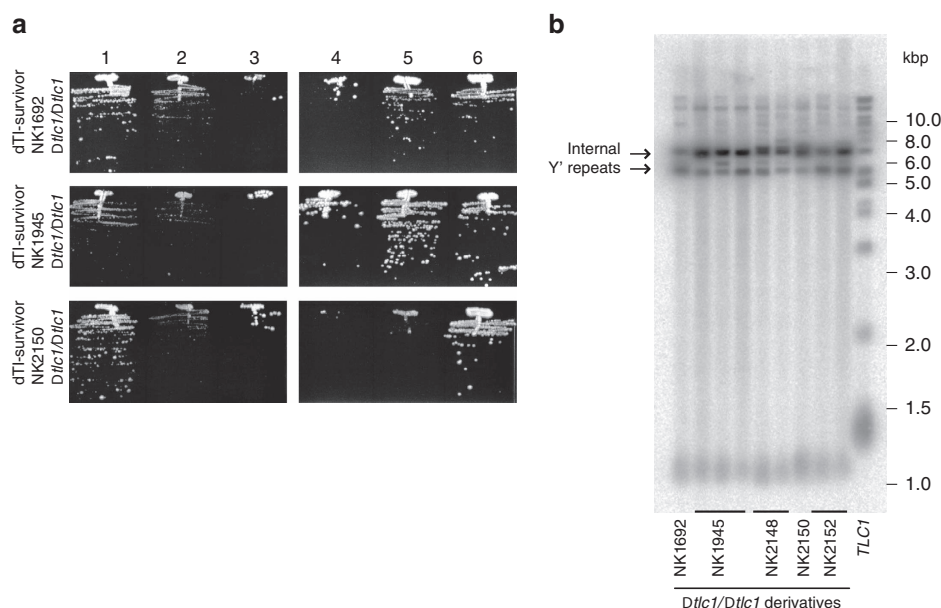 a
1 2 3 4 5 6
dTI-survivor
NK1692
Dtlc1/Dtlc1
dTI-survivor
NK1945
Dtlc1/Dtlc1
dTI-survivor
NK2150
Dtlc1/Dtlc1
b
kbp
10.0
8.0
6.0
5.0
4.0
3.0
2.0
1.5
1.0
Internal
Y' repeats
NK1692
NK1945
NK2148
NK2150
NK2152
TLC1
Dtlc1/Dtlc1 derivatives